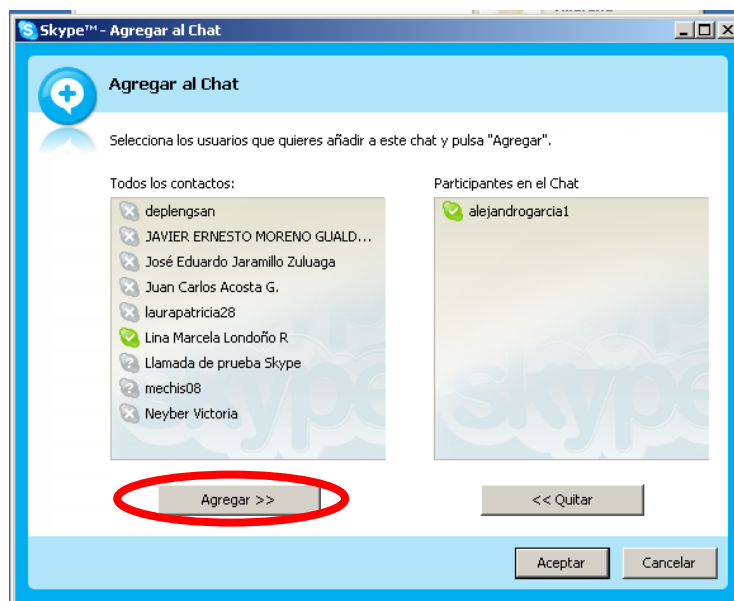 Skype™ - Agregar al Chat
Agregar al Chat
Selecciona los usuarios que quieres añadir a este chat y pulsa "Agregar".
Todos los contactos:
deplengsan
JAVIER ERNESTO MORENO GUALD...
José Eduardo Jaramillo Zuluaga
Juan Carlos Acosta G.
laurapatricia28
Lina Marcela Londoño R
Llamada de prueba Skype
mechis08
Neyber Victoria
Agregar >>
Participantes en el Chat
alejandrogarcia1
<< Quitar
Aceptar
Cancelar